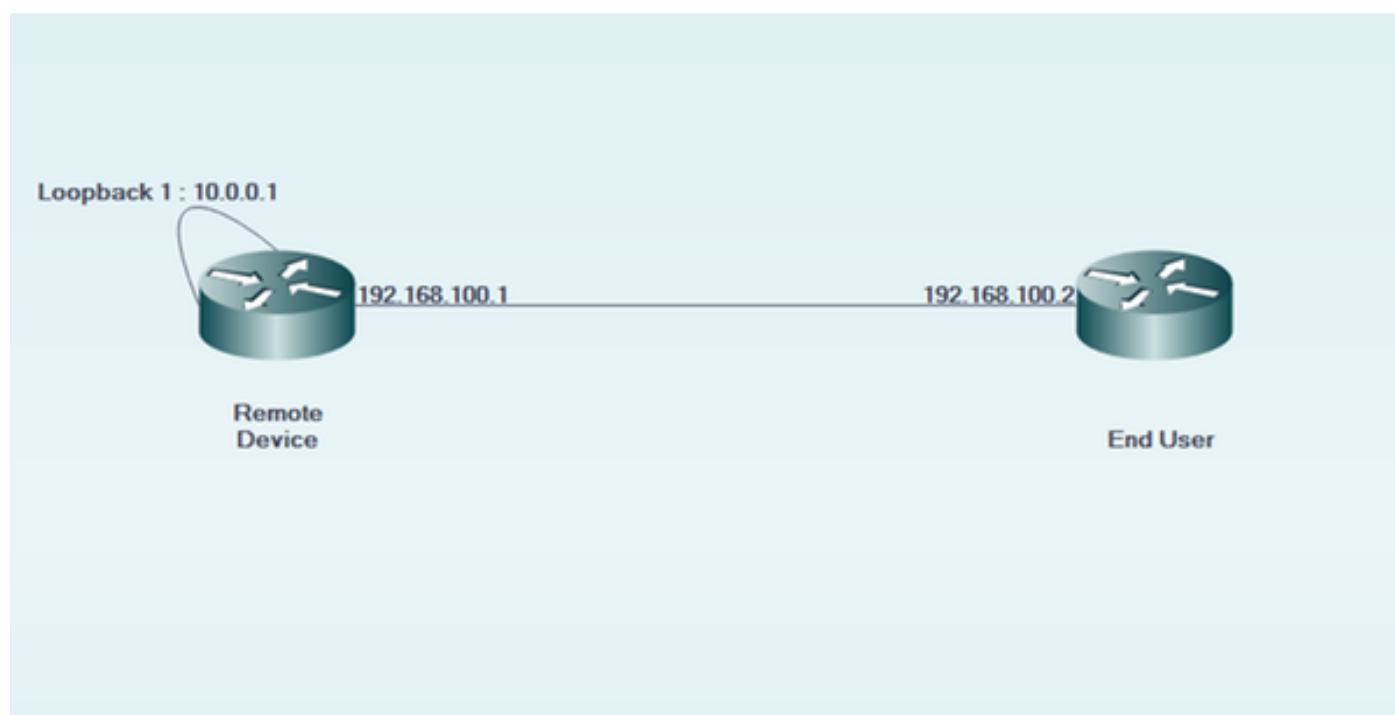 Loopback 1 : 10.0.0.1
192.168.100.1
192.168.100.2
Remote
Device
End User